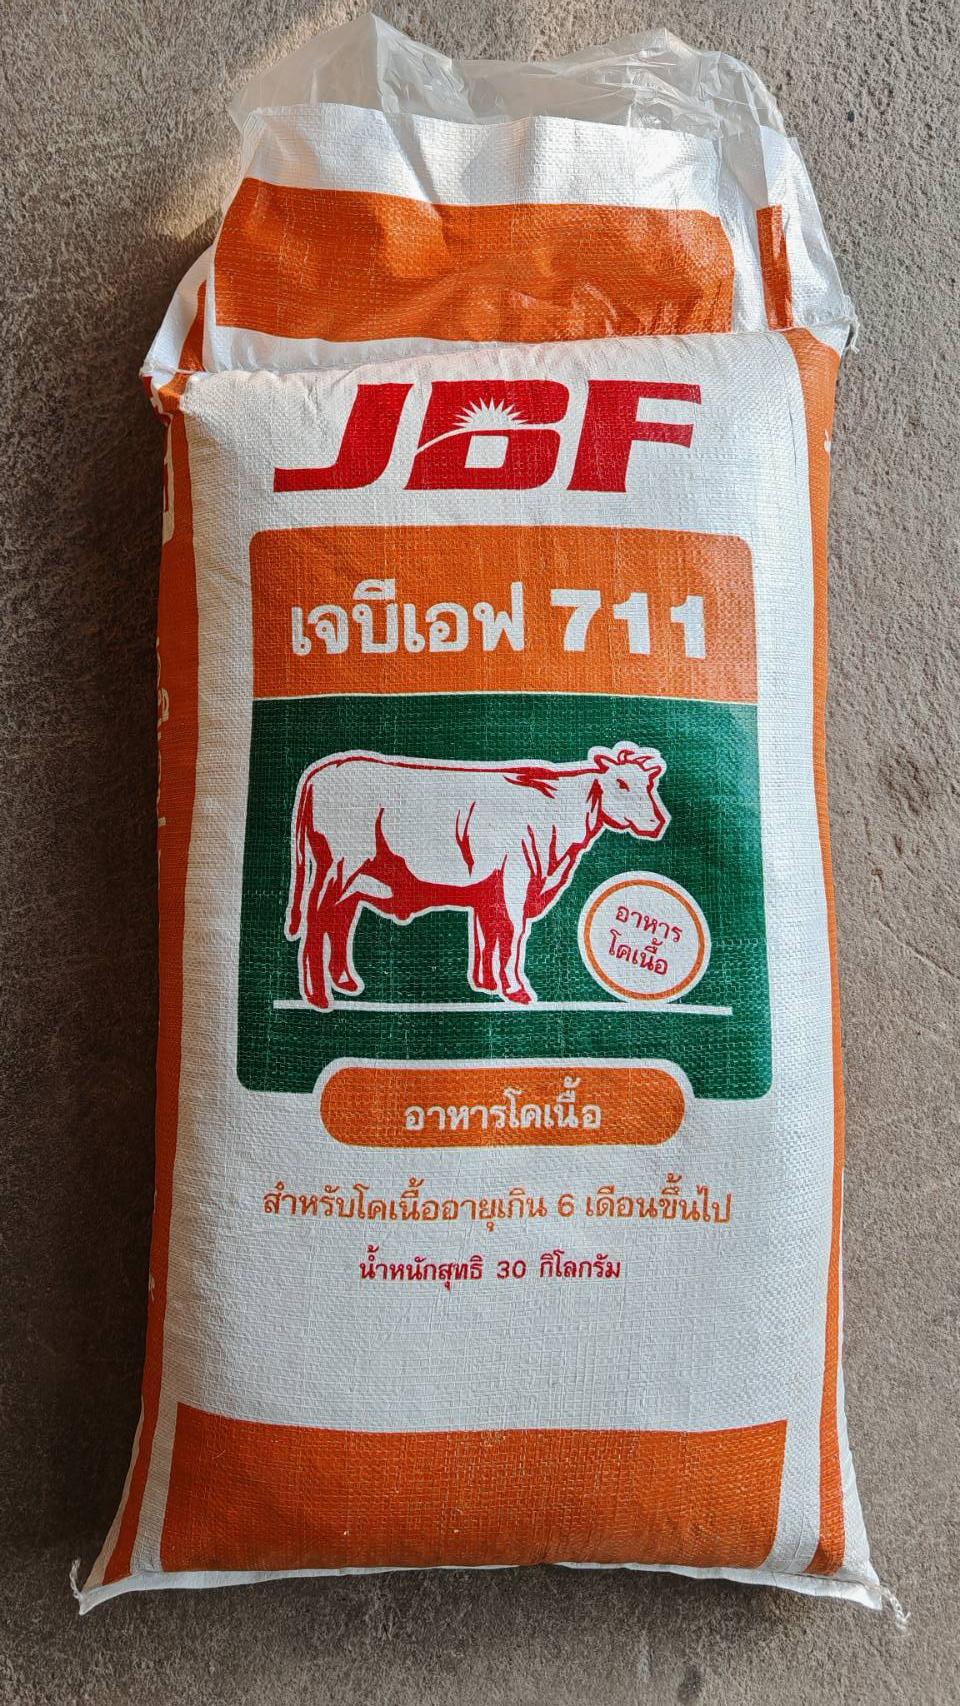 JBF
เจบีเอฟ 711
อาหาร
โคเนื้อ
อาหารโคเนื้อ
สำหรับโคเนื้ออายุเกิน 6 เดือนขึ้นไป
น้ำหนักสุทธิ 30 กิโลกรัม